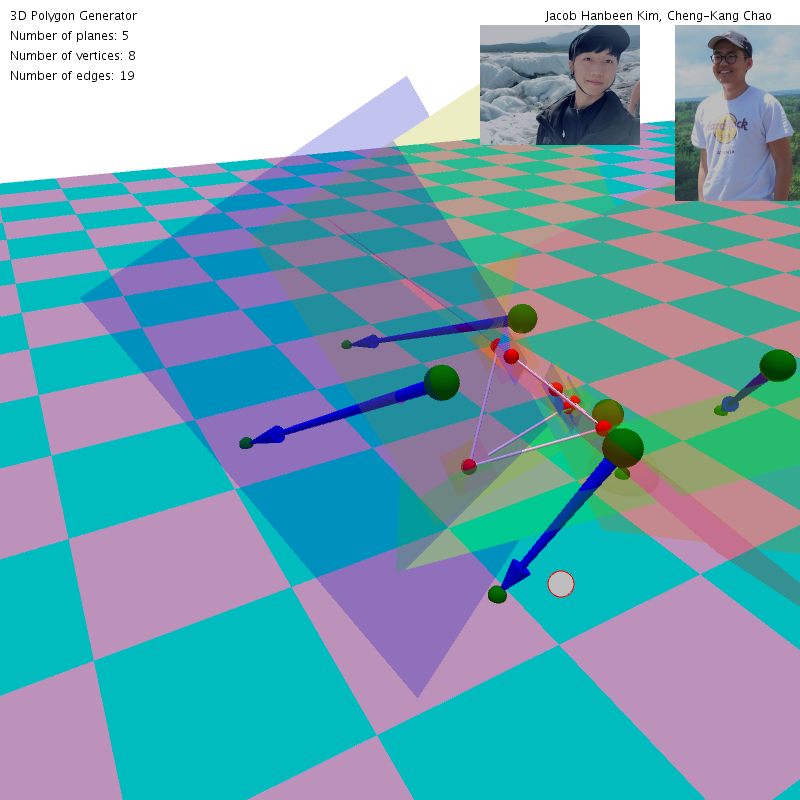 3D Polygon Generator
Jacob Hanbeen Kim, Cheng-Kang Chao
Number of planes: 5
Number of vertices: 8
Number of edges: 19